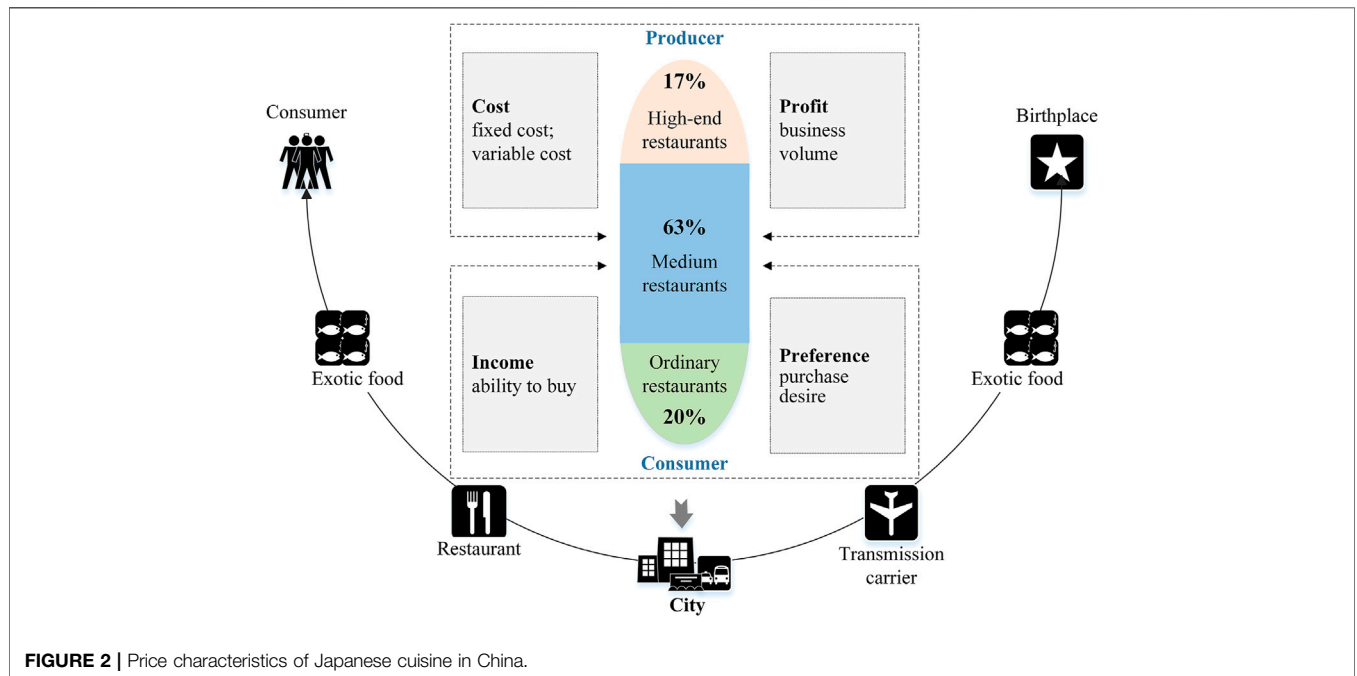 Producer
Cost
fixed cost;
variable cost
17%
High-end
restaurants
Profit
business
volume
Consumer
Birthplace
63%
Medium
restaurants
Income
ability to buy
Ordinary
restaurants
20%
Preference
purchase
desire
Exotic food
Exotic food
Consumer
Restaurant
Transmission
carrier
City
FIGURE 2 | Price characteristics of Japanese cuisine in China.